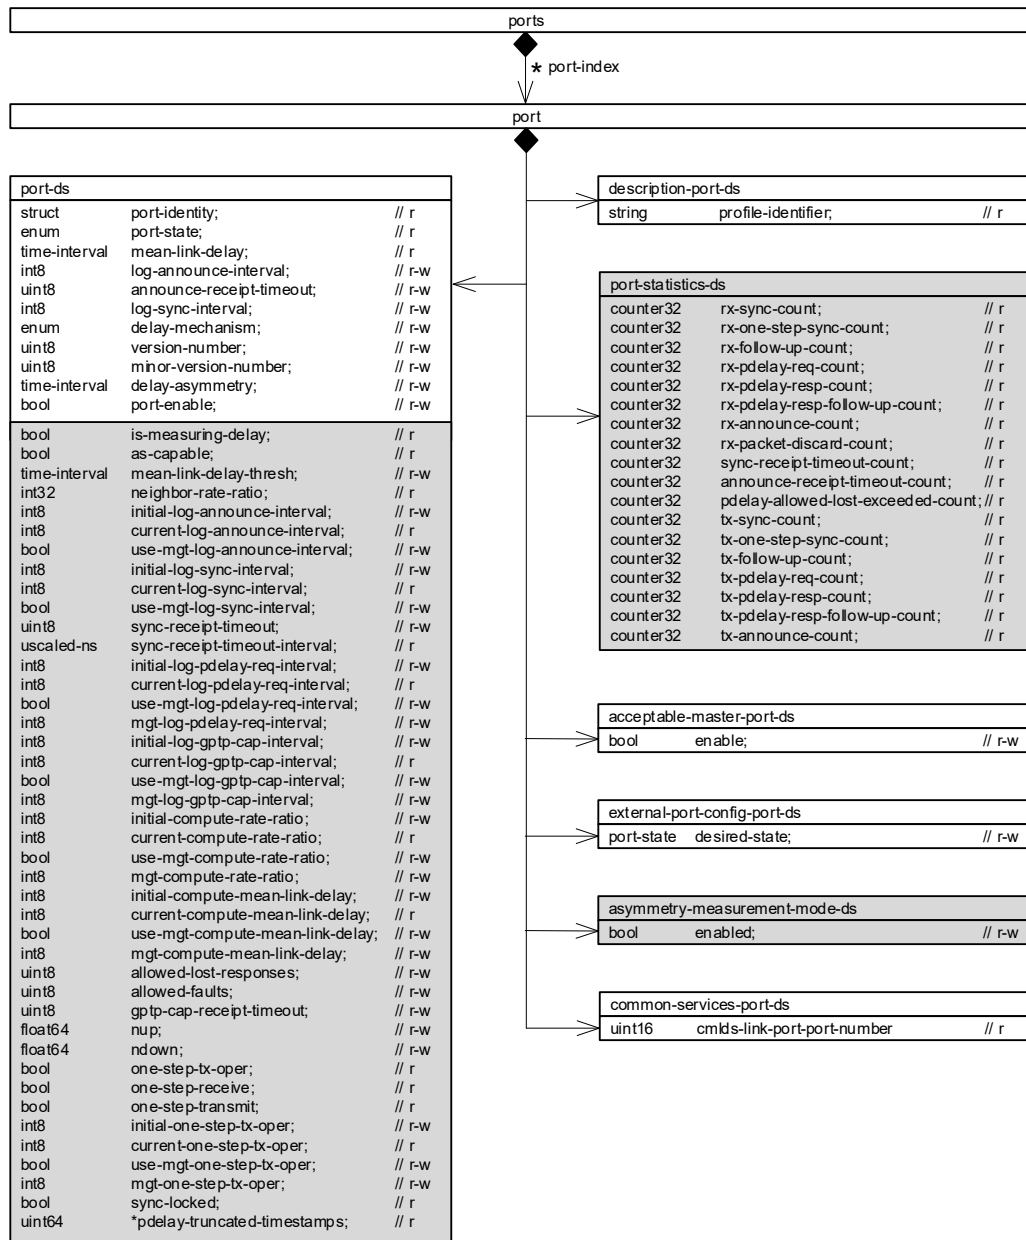 ports
* port-index
port
port-ds
struct port-identity; // r
enum port-state; // r
time-interval mean-link-delay; // r
int8 log-announce-interval; // r-w
uint8 announce-receipt-timeout; // r-w
int8 log-sync-interval; // r-w
enum delay-mechanism; // r-w
uint8 version-number; // r-w
uint8 minor-version-number; // r-w
time-interval delay-asymmetry; // r-w
bool port-enable; // r-w
bool is-measuring-delay; // r
bool as-capable; // r
time-interval mean-link-delay-thresh; // r-w
int32 neighbor-rate-ratio; // r
int8 initial-log-announce-interval; // r-w
int8 current-log-announce-interval; // r
bool use-mgt-log-announce-interval; // r-w
int8 initial-log-sync-interval; // r-w
int8 current-log-sync-interval; // r
bool use-mgt-log-sync-interval; // r-w
uint8 sync-receipt-timeout; // r-w
uscaled-ns sync-receipt-timeout-interval; // r
int8 initial-log-pdelay-req-interval; // r-w
int8 current-log-pdelay-req-interval; // r
bool use-mgt-log-pdelay-req-interval; // r-w
int8 mgt-log-pdelay-req-interval; // r-w
int8 initial-log-gptp-cap-interval; // r-w
int8 current-log-gptp-cap-interval; // r
bool use-mgt-log-gptp-cap-interval; // r-w
int8 mgt-log-gptp-cap-interval; // r-w
int8 initial-compute-rate-ratio; // r-w
int8 current-compute-rate-ratio; // r
bool use-mgt-compute-rate-ratio; // r-w
int8 mgt-compute-rate-ratio; // r-w
int8 initial-compute-mean-link-delay; // r-w
int8 current-compute-mean-link-delay; // r
bool use-mgt-compute-mean-link-delay; // r-w
int8 mgt-compute-mean-link-delay; // r-w
uint8 allowed-lost-responses; // r-w
uint8 allowed-faults; // r-w
uint8 gptp-cap-receipt-timeout; // r-w
float64 nup; // r-w
float64 ndown; // r-w
bool one-step-tx-oper; // r
bool one-step-receive; // r
bool one-step-transmit; // r
int8 initial-one-step-tx-oper; // r-w
int8 current-one-step-tx-oper; // r
bool use-mgt-one-step-tx-oper; // r-w
int8 mgt-one-step-tx-oper; // r-w
bool sync-locked; // r
uint64 *pdelay-truncated-timestamps; // r
description-port-ds
string profile-identifier; // r
port-statistics-ds
counter32 rx-sync-count; // r
counter32 rx-one-step-sync-count; // r
counter32 rx-follow-up-count; // r
counter32 rx-pdelay-req-count; // r
counter32 rx-pdelay-resp-count; // r
counter32 rx-pdelay-resp-follow-up-count; // r
counter32 rx-announce-count; // r
counter32 rx-packet-discard-count; // r
counter32 sync-receipt-timeout-count; // r
counter32 announce-receipt-timeout-count; // r
counter32 pdelay-allowed-lost-exceeded-count; // r
counter32 tx-sync-count; // r
counter32 tx-one-step-sync-count; // r
counter32 tx-follow-up-count; // r
counter32 tx-pdelay-req-count; // r
counter32 tx-pdelay-resp-count; // r
counter32 tx-pdelay-resp-follow-up-count; // r
counter32 tx-announce-count; // r
acceptable-master-port-ds
bool enable; // r-w
external-port-config-port-ds
port-state desired-state; // r-w
asymmetry-measurement-mode-ds
bool enabled; // r-w
common-services-port-ds
uint16 cmlds-link-port-port-number // r